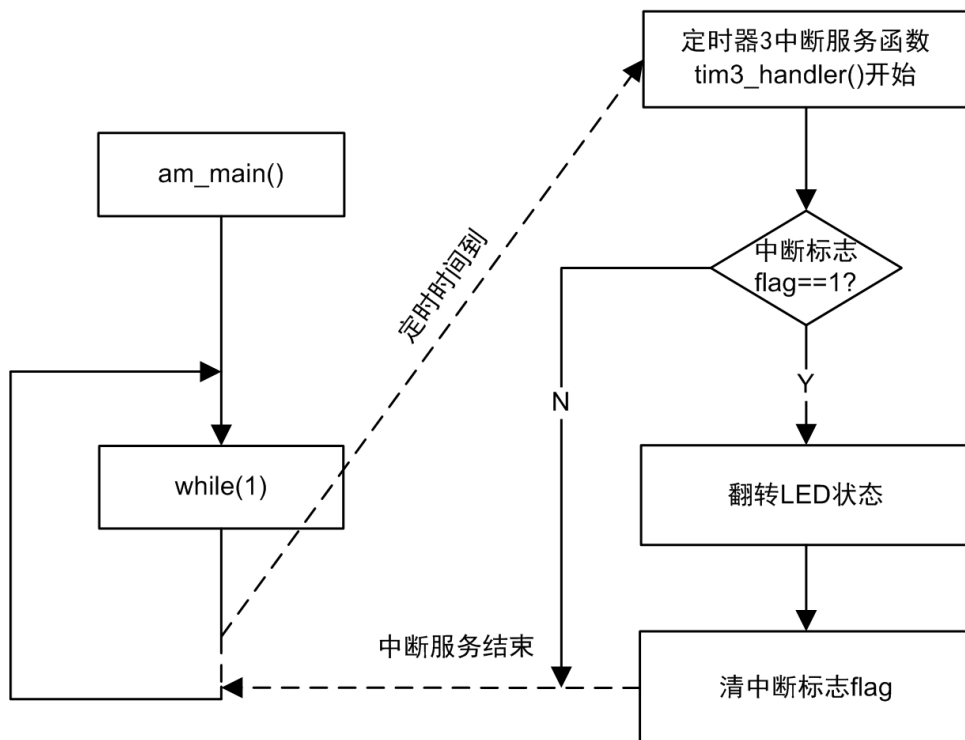 定时器3中断服务函数
tim3_handler()开始
am_main()
定时时间到
中断标志
flag==1?
N
Y
while(1)
翻转LED状态
中断服务结束
清中断标志flag